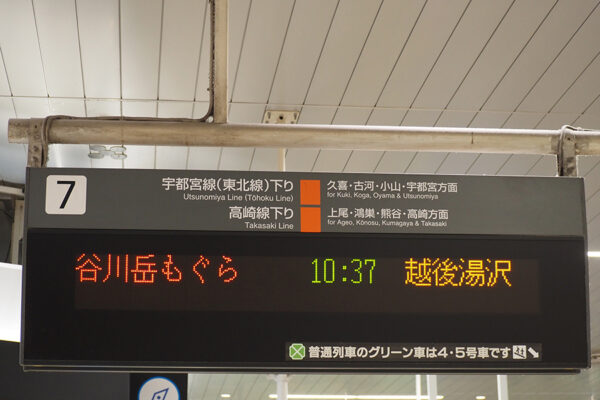 7
宇都宮線(東北線)下り
Utsunomiya Line (Tōhoku Line)
久喜・古河・小山・宇都宮方面
for Kuki, Koga, Oyama & Utsunomiya
高崎線下り
Takasaki Line
上尾・鴻巣・熊谷・高崎方面
for Ageo, Kōnosu, Kumagaya & Takasaki
谷川岳もぐら 10:37 越後湯沢
普通列車のグリーン車は4・5号車です